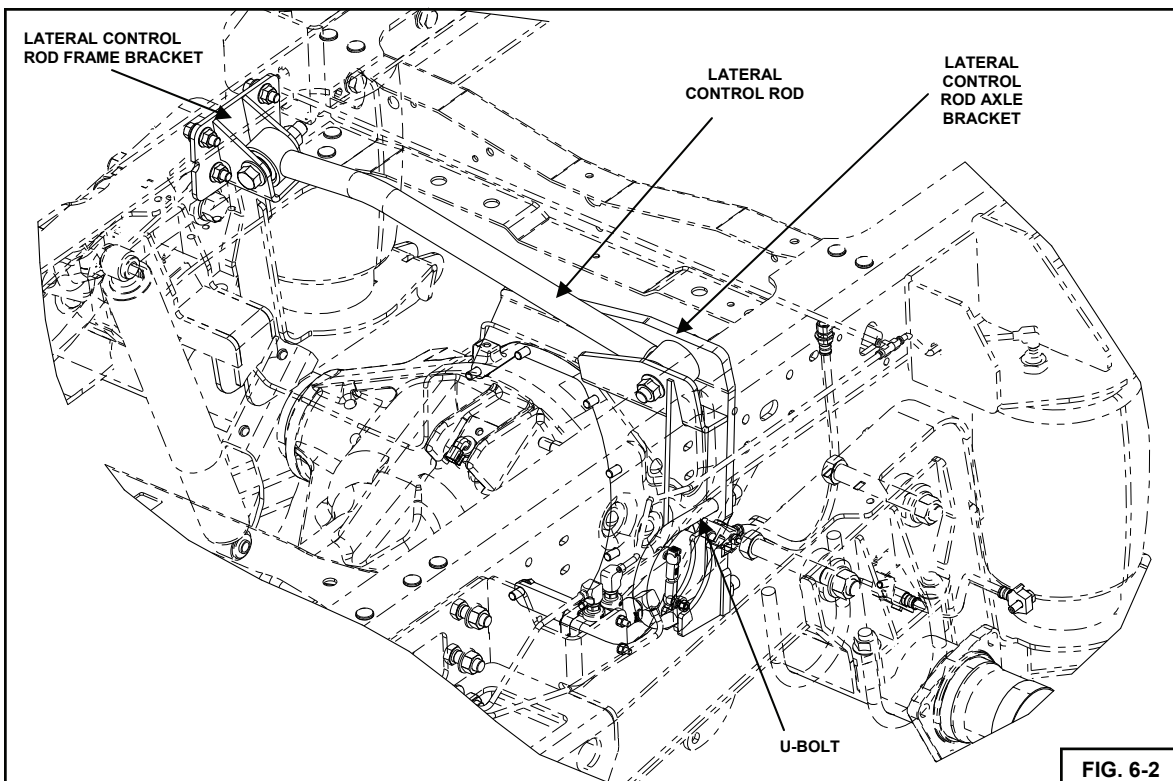 LATERAL CONTROL
ROD FRAME BRACKET
LATERAL
CONTROL ROD
LATERAL
CONTROL
ROD AXLE
BRACKET
U-BOLT
FIG. 6-2